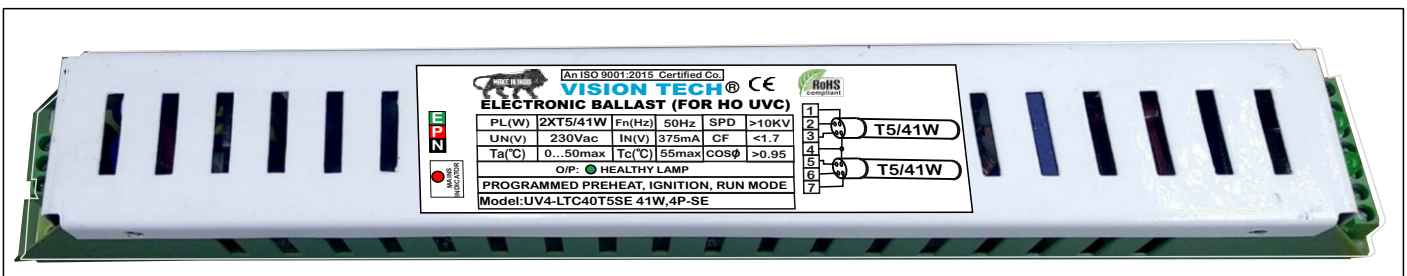 MAKE IN INDIA
An ISO 9001:2015 Certified Co.
VISION TECH® CE
RoHS
compliant
ELECTRONIC BALLAST (FOR HO UVC)
PL(W) 2XT5/41W Fn(Hz) 50Hz SPD >10KV
UN(V) 230Vac IN(V) 375mA CF <1.7
Ta(℃) 0...50max Tc(℃) 55max COSϕ >0.95
O/P: HEALTHY LAMP
PROGRAMMED PREHEAT, IGNITION, RUN MODE
Model:UV4-LTC40T5SE 41W,4P-SE
E
P
N
MAINS
INDICATOR
1
2
3
4
5
6
7
T5/41W
T5/41W